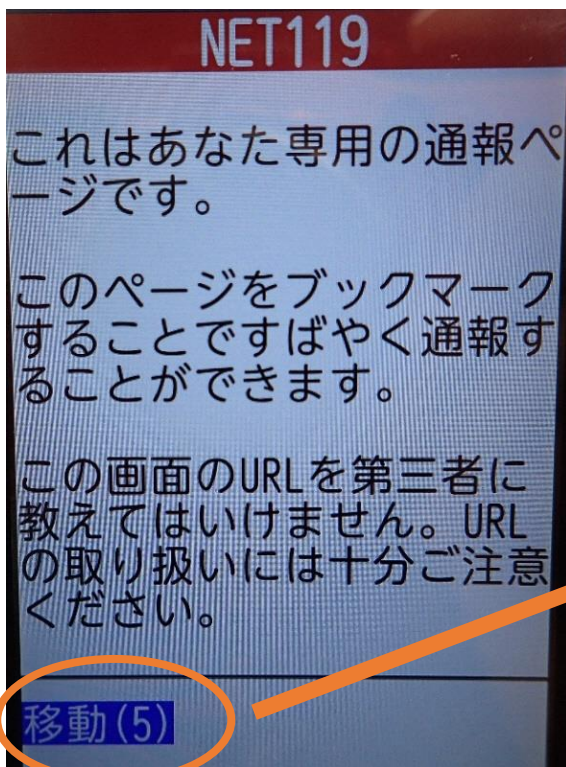 NET119
これはあなた専用の通報ペ
ージです。
このページをブックマーク
することですばやく通報す
ることができます。
この画面のURLを第三者に
教えてはいけません。URL
の取り扱いには十分ご注意
ください。
移動(5)